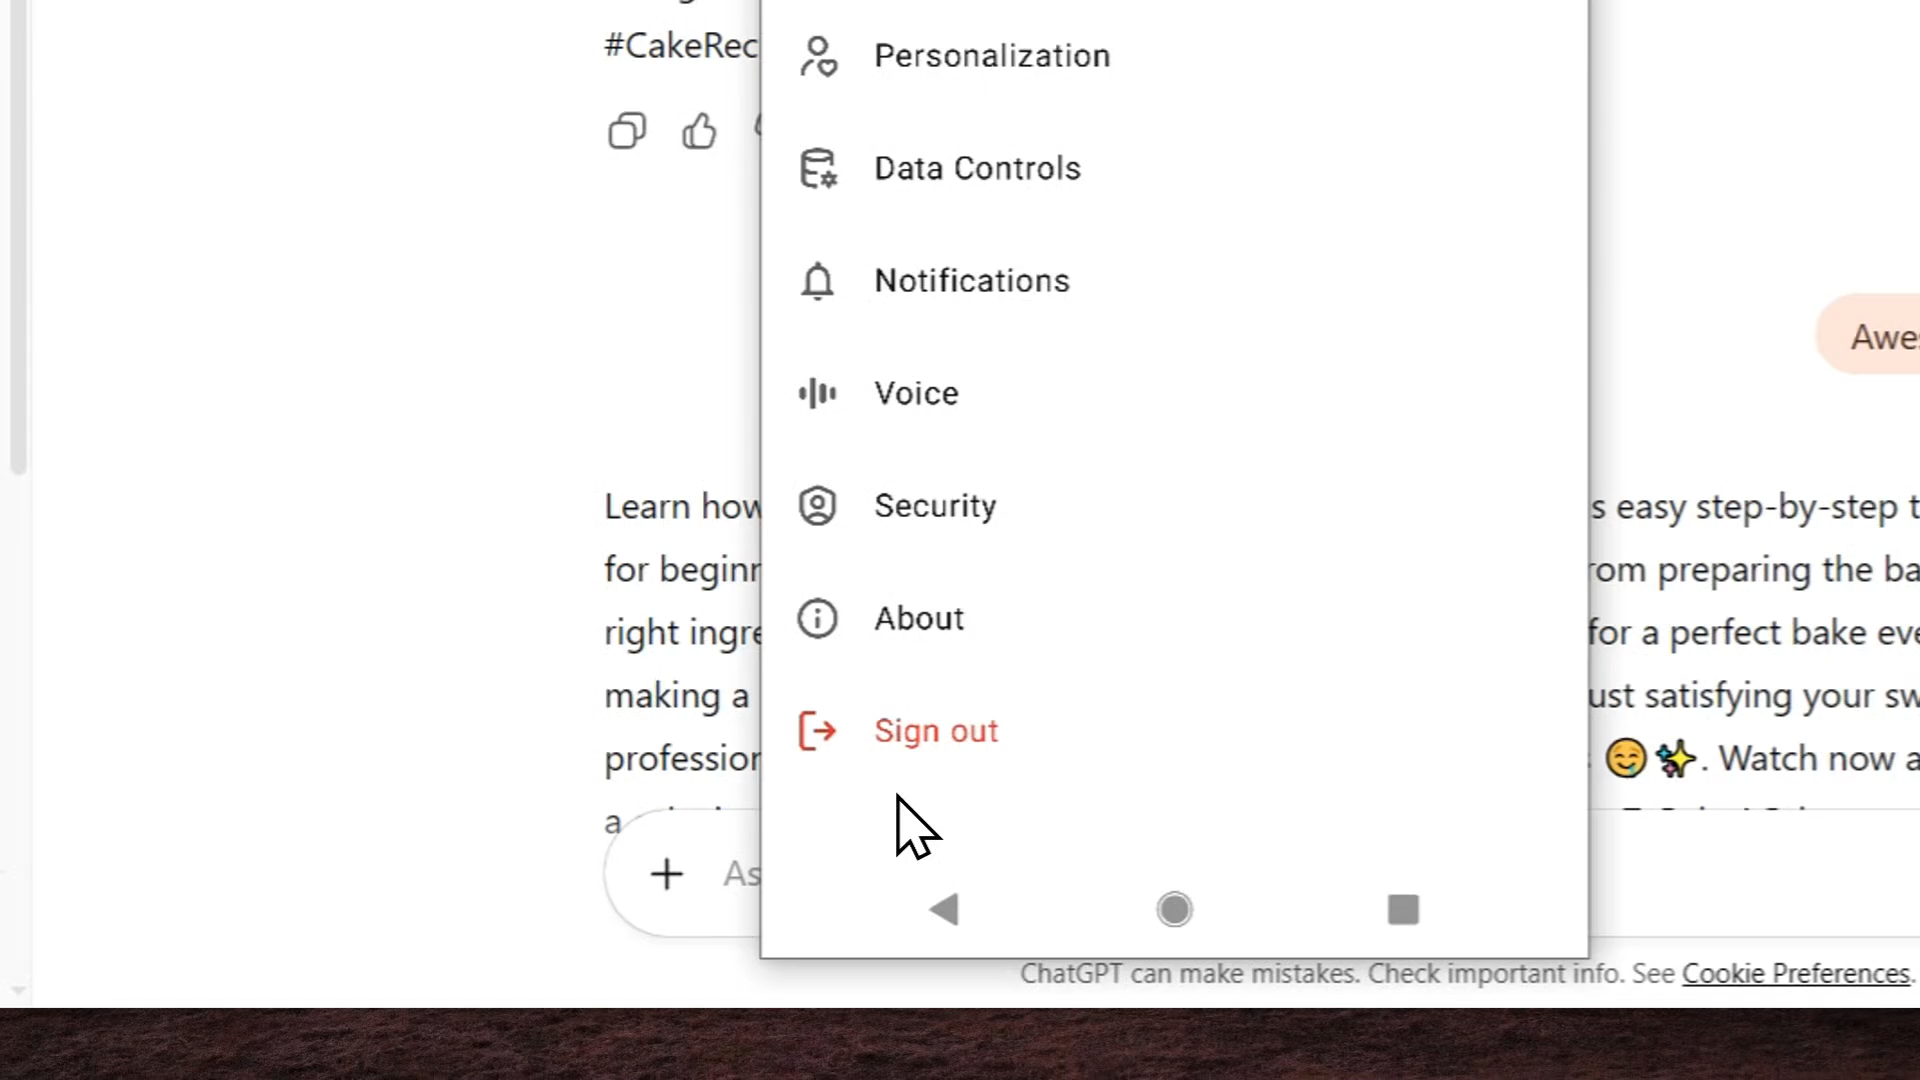 #CakeRec
Personalization
Data Controls
Notifications
Voice
Security
About
Sign out
Awe
Learn how
s easy step-by-step t
for beginn
rom preparing the ba
right ingre
for a perfect bake eve
making a
ust satisfying your sw
profession
🤤✨. Watch now a
a
+ As
ChatGPT can make mistakes. Check important info. See Cookie Preferences.